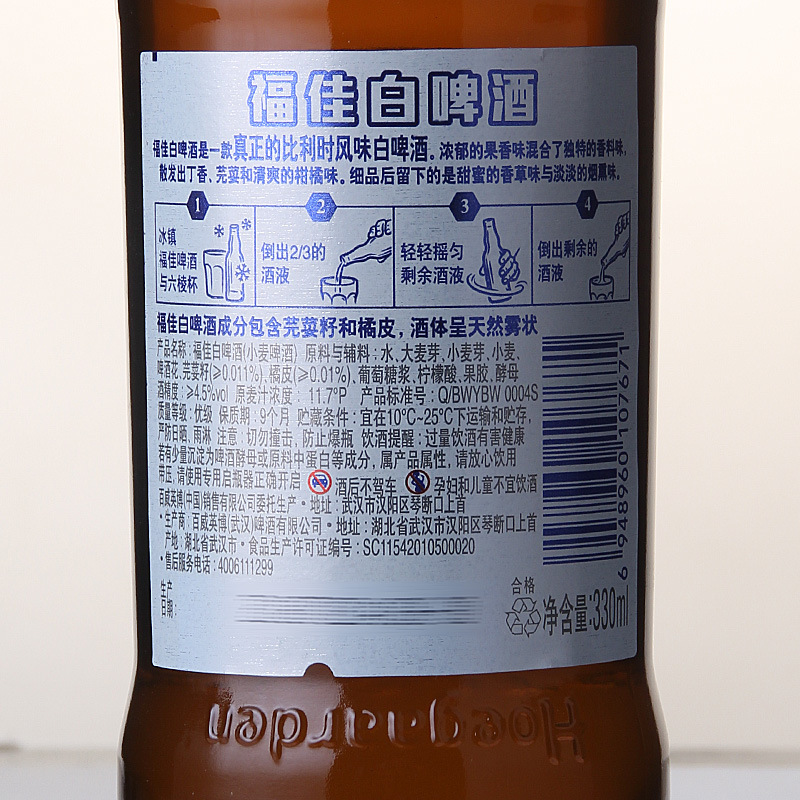 福佳白啤酒
福佳白啤酒是一款真正的比利时风味白啤酒。浓郁的果香味混合了独特的香料味,
散发出丁香、芫荽和清爽的柑橘味。细品后留下的是甜蜜的香草味与淡淡的烟熏味。
1 2 3 4
冰镇
福佳啤酒
与六棱杯
倒出2/3的
酒液
轻轻摇匀
剩余酒液
倒出剩余的
酒液
福佳白啤酒成分包含芫荽籽和橘皮，酒体呈天然雾状
产品名称：福佳白啤酒(小麦啤酒) 原料与辅料：水、大麦芽、小麦芽、小麦、
啤酒花、芫荽籽(≥0.011%)、橘皮(≥0.01%)、葡萄糖浆、柠檬酸、果胶、酵母
酒精度：≥4.5%vol 原麦汁浓度： 11.7°P 产品标准号：Q/BWYBW 0004S
质量等级：优级 保质期：9个月 贮藏条件：宜在10°C~25°C下运输和贮存，
严防日晒、雨淋 注意：切勿撞击，防止爆瓶 饮酒提醒：过量饮酒有害健康
若有少量沉淀为啤酒酵母或原料中蛋白等成分，属产品属性，请放心饮用
带压，请使用专用启瓶器正确开启 酒后不驾车 孕妇和儿童不宜饮酒
百威英博(中国)销售有限公司委托生产·地址：武汉市汉阳区琴断口上首
·生产商：百威英博(武汉)啤酒有限公司·地址：湖北省武汉市汉阳区琴断口上首
产地：湖北省武汉市·食品生产许可证编号：SC11542010500020
·售后服务电话：4006111299
生产
日期：
合格
净含量:330ml
6 948960 107671
Hoegaarden